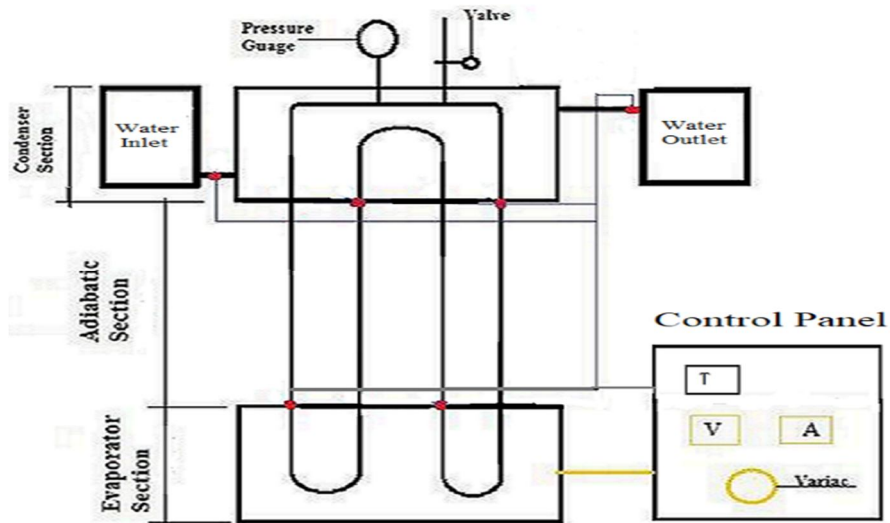 Valve
Pressure
Guage
Condenser
Section
Water
Inlet
Water
Outlet
Adiabatic
Section
Control Panel
T
V
A
Variac
Evaporator
Section